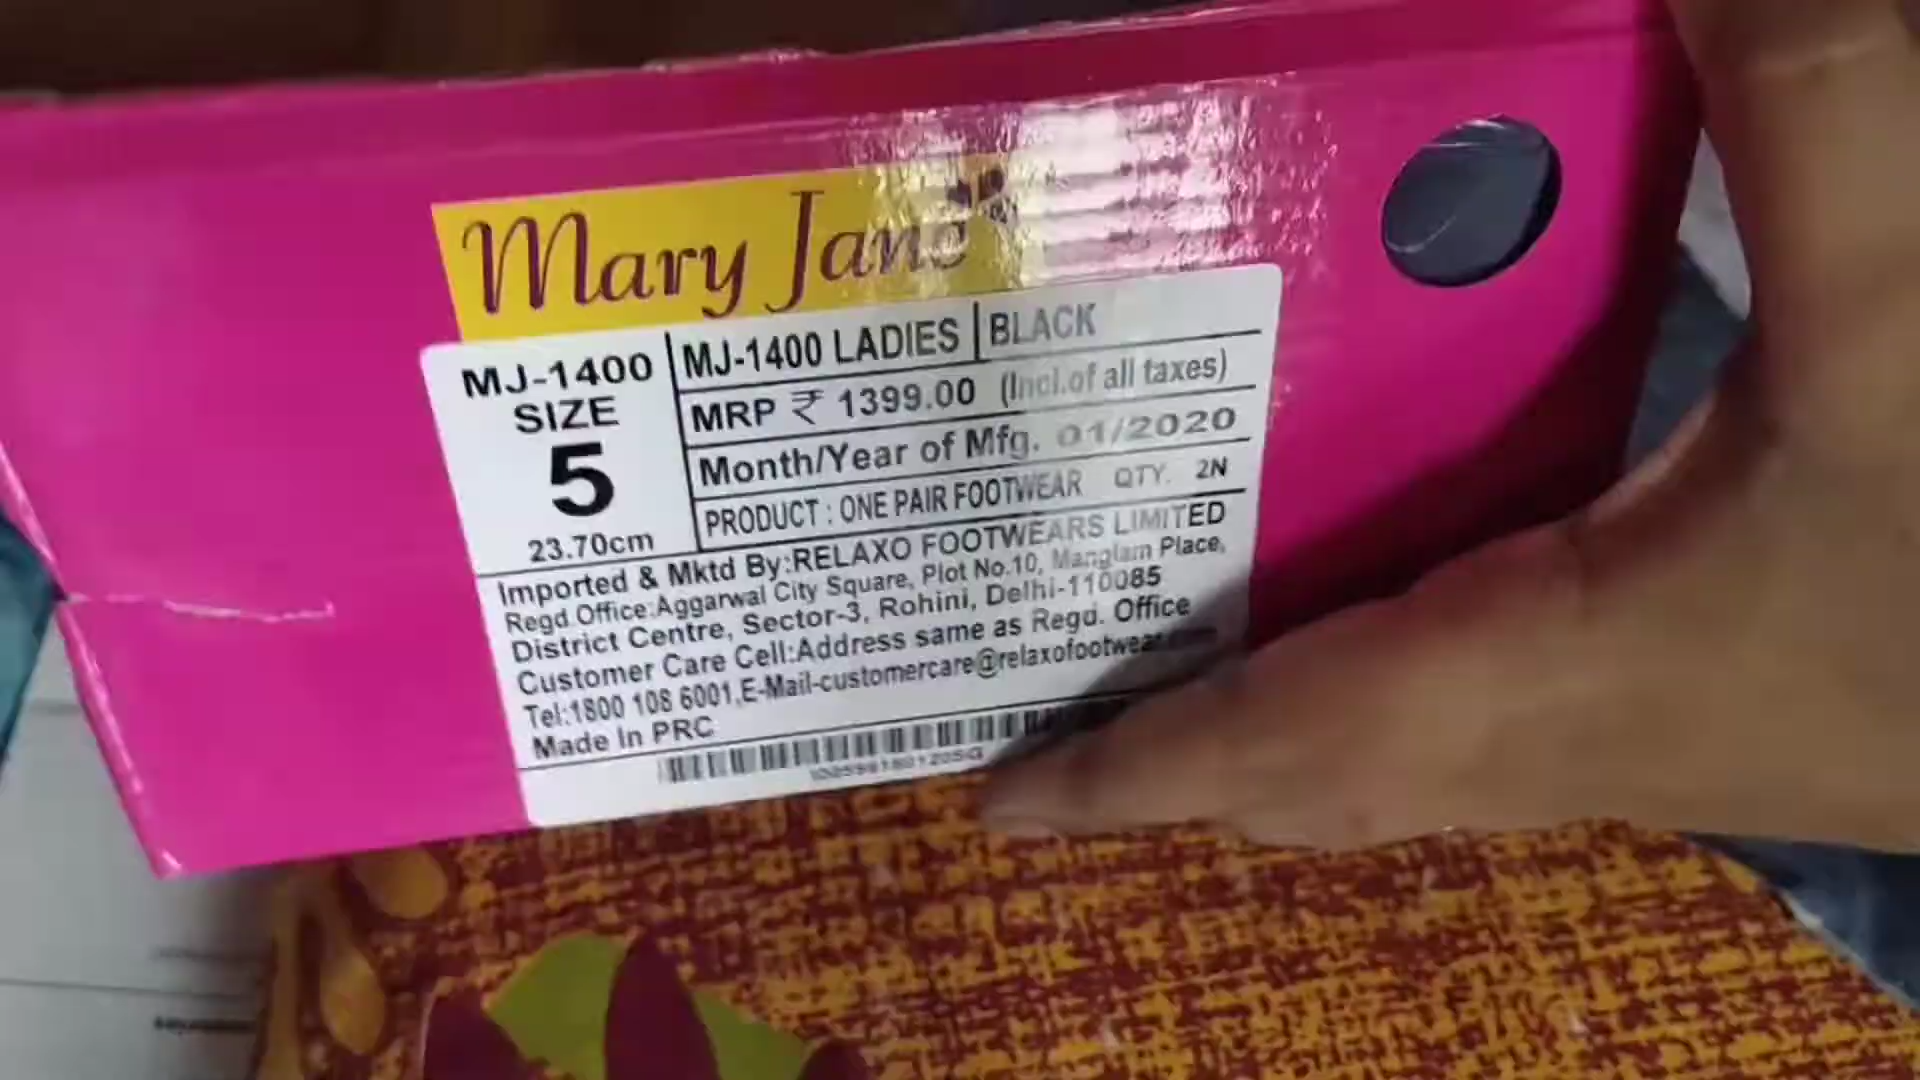 Mary Jane
MJ-1400
SIZE
5
23.70cm
MJ-1400 LADIES | BLACK
MRP ₹ 1399.00 (Incl.of all taxes)
Month/Year of Mfg. 01/2020
PRODUCT : ONE PAIR FOOTWEAR QTY. 2N
Imported & Mktd By:RELAXO FOOTWEARS LIMITED
Regd.Office:Aggarwal City Square, Plot No.10, Manglam Place,
District Centre, Sector-3, Rohini, Delhi-110085
Customer Care Cell:Address same as Regd. Office
Tel:1800 108 6001,E-Mail-customercare@relaxofootwear.com
Made In PRC